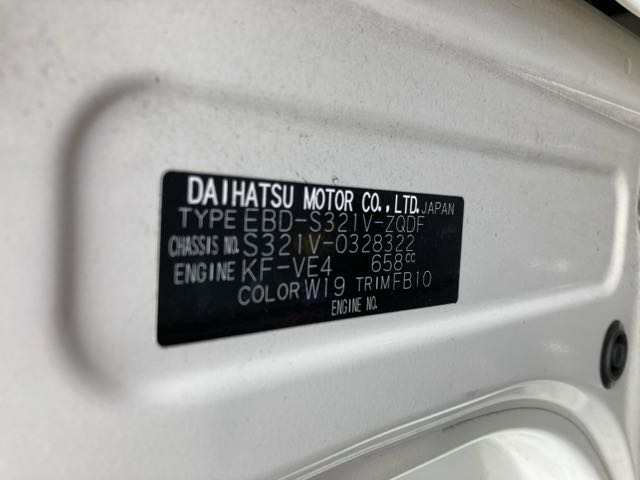 DAIHATSU MOTOR CO., LTD. JAPAN
TYPE EBD-S321V-ZQDF
CHASSIS NO. S321V-0328322
ENGINE KF-VE4 658cc
COLOR W19 TRIM FB10
ENGINE NO.